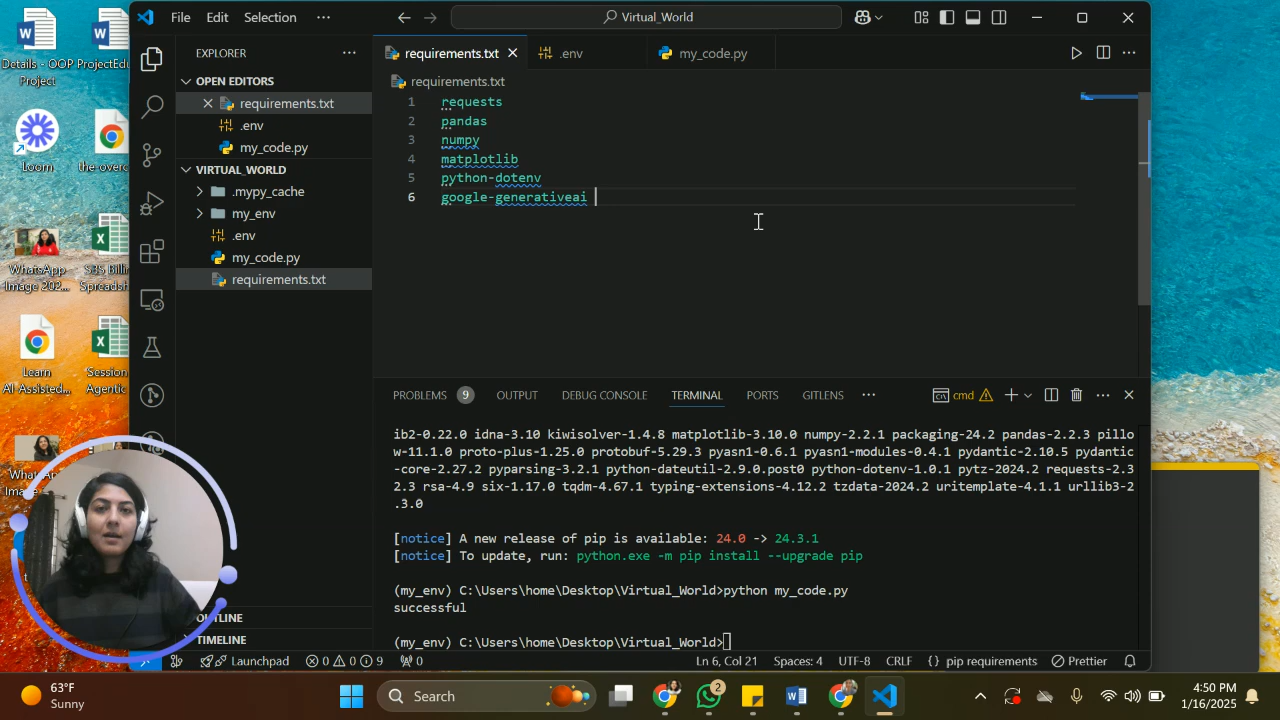 Details - OOP
Project
ProjectEdu
Loom
the-overc
WhatsApp
Image 202...
S3S Billin
Spreadsh
Learn
AI-Assisted...
Session
Agentic
WhatsAp
Image
File Edit Selection ···
Virtual_World
EXPLORER
OPEN EDITORS
requirements.txt
.env
my_code.py
VIRTUAL_WORLD
.mypy_cache
my_env
.env
my_code.py
requirements.txt
OUTLINE
TIMELINE
requirements.txt .env my_code.py
requirements.txt
1 requests
2 pandas
3 numpy
4 matplotlib
5 python-dotenv
6 google-generativeai
PROBLEMS 9 OUTPUT DEBUG CONSOLE TERMINAL PORTS GITLENS ··· cmd
ib2-0.22.0 idna-3.10 kiwisolver-1.4.8 matplotlib-3.10.0 numpy-2.2.1 packaging-24.2 pandas-2.2.3 pillo
w-11.1.0 proto-plus-1.25.0 protobuf-5.29.3 pyasn1-0.6.1 pyasn1-modules-0.4.1 pydantic-2.10.5 pydantic
-core-2.27.2 pyparsing-3.2.1 python-dateutil-2.9.0.post0 python-dotenv-1.0.1 pytz-2024.2 requests-2.3
2.3 rsa-4.9 six-1.17.0 tqdm-4.67.1 typing-extensions-4.12.2 tzdata-2024.2 uritemplate-4.1.1 urllib3-2
.3.0
[notice] A new release of pip is available: 24.0 -> 24.3.1
[notice] To update, run: python.exe -m pip install --upgrade pip
(my_env) C:\Users\home\Desktop\Virtual_World>python my_code.py
successful
(my_env) C:\Users\home\Desktop\Virtual_World>
Launchpad 0 0 9 0 Ln 6, Col 21 Spaces: 4 UTF-8 CRLF {} pip requirements Prettier
63°F
Sunny
Search
2
4:50 PM
1/16/2025